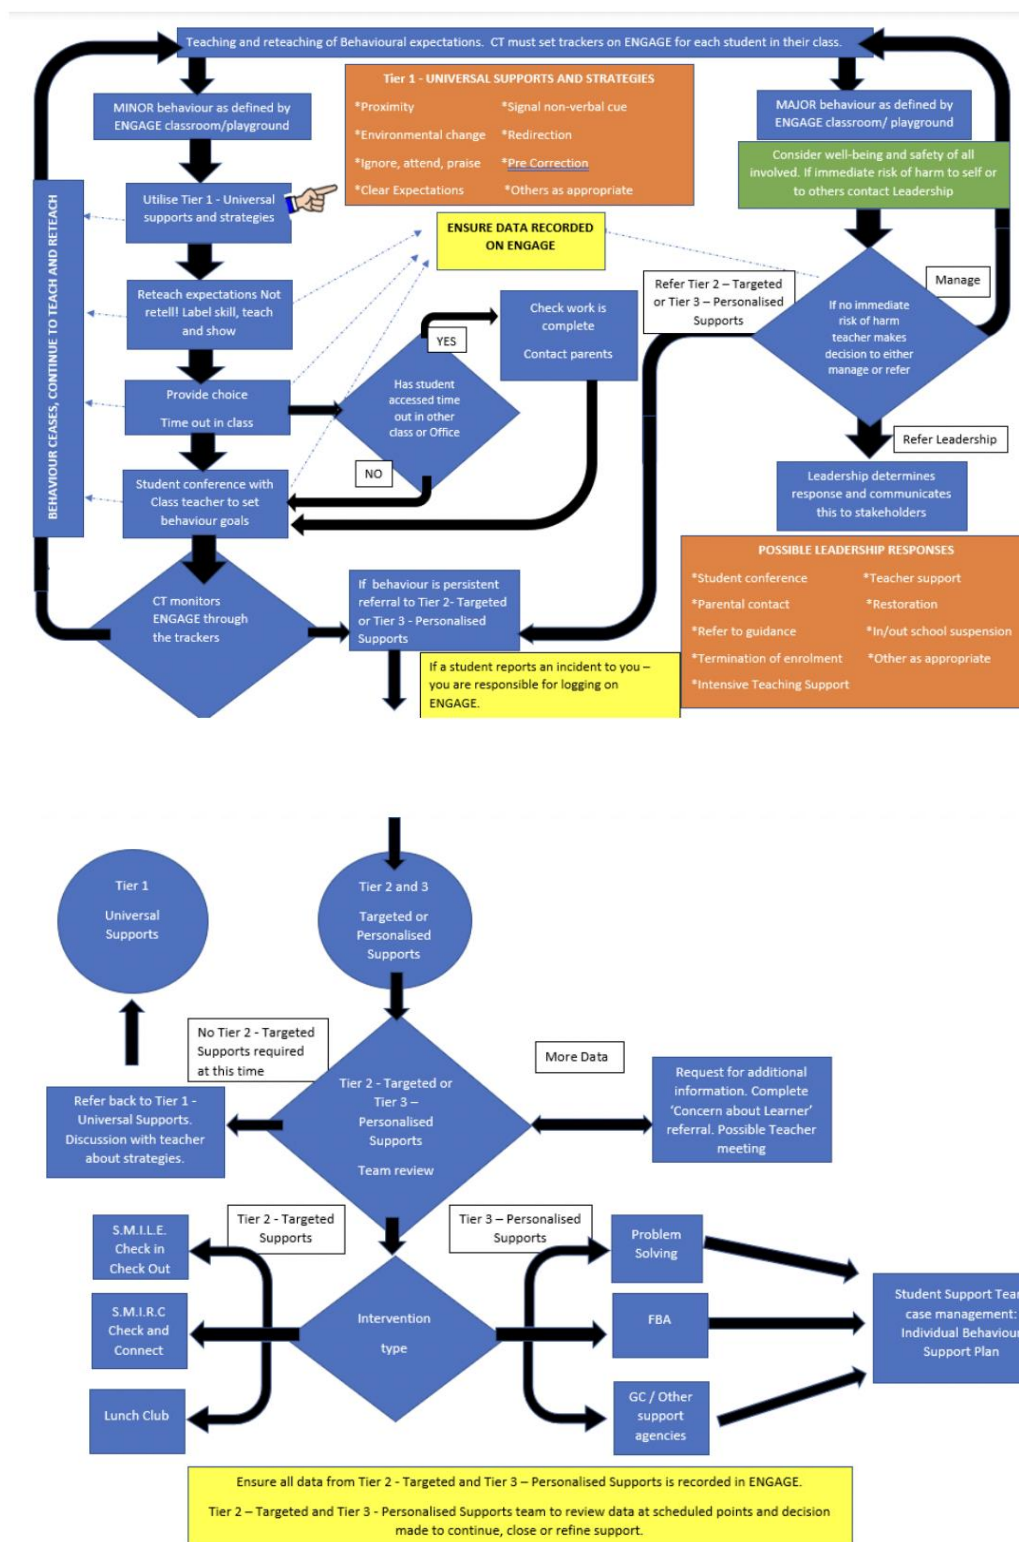 Teaching and reteaching of Behavioural expectations. CT must set trackers on ENGAGE for each student in their class.
MINOR behaviour as defined by
ENGAGE classroom/playground
Tier 1 - UNIVERSAL SUPPORTS AND STRATEGIES
*Proximity
*Signal non-verbal cue
*Environmental change
*Redirection
*Ignore, attend, praise
*Pre Correction
*Clear Expectations
*Others as appropriate
MAJOR behaviour as defined by
ENGAGE classroom/ playground
Consider well-being and safety of all
involved. If immediate risk of harm to self or
to others contact Leadership
BEHAVIOUR CEASES, CONTINUE TO TEACH AND RETEACH
Utilise Tier 1 - Universal
supports and strategies
ENSURE DATA RECORDED
ON ENGAGE
Reteach expectations Not
retell! Label skill, teach
and show
YES
Check work is
complete
Contact parents
Refer Tier 2 – Targeted
or Tier 3 – Personalised
Supports
Manage
If no immediate
risk of harm
teacher makes
decision to either
manage or refer
Provide choice
Time out in class
Has student
accessed time
out in other
class or Office
NO
Refer Leadership
Student conference with
Class teacher to set
behaviour goals
Leadership determines
response and communicates
this to stakeholders
CT monitors
ENGAGE through
the trackers
If behaviour is persistent
referral to Tier 2- Targeted
or Tier 3 - Personalised
Supports
POSSIBLE LEADERSHIP RESPONSES
*Student conference
*Teacher support
*Parental contact
*Restoration
*Refer to guidance
*In/out school suspension
*Termination of enrolment
*Other as appropriate
*Intensive Teaching Support
If a student reports an incident to you –
you are responsible for logging on
ENGAGE.
Tier 1
Universal
Supports
Tier 2 and 3
Targeted or
Personalised
Supports
No Tier 2 - Targeted
Supports required
at this time
More Data
Refer back to Tier 1 -
Universal Supports.
Discussion with teacher
about strategies.
Tier 2 - Targeted or
Tier 3 –
Personalised
Supports
Team review
Request for additional
information. Complete
‘Concern about Learner’
referral. Possible Teacher
meeting
Tier 2 - Targeted
Supports
Tier 3 – Personalised
Supports
S.M.I.L.E.
Check in
Check Out
Problem
Solving
S.M.I.R.C
Check and
Connect
Intervention
type
FBA
Student Support Team
case management:
Individual Behaviour
Support Plan
Lunch Club
GC / Other
support
agencies
Ensure all data from Tier 2 - Targeted and Tier 3 – Personalised Supports is recorded in ENGAGE.
Tier 2 – Targeted and Tier 3 - Personalised Supports team to review data at scheduled points and decision
made to continue, close or refine support.